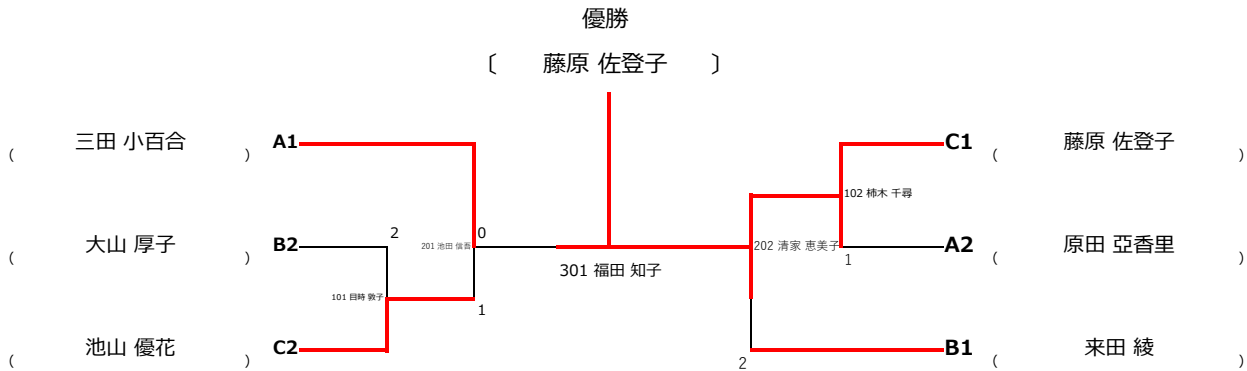 優勝
〔 藤原 佐登子 〕
( 三田 小百合 ) A1
C1 ( 藤原 佐登子 )
102 柿木 千尋
( 大山 厚子 ) B2
2
201 池田 信吾
0
202 清家 恵美子
1
A2 ( 原田 亞香里 )
301 福田 知子
101 目時 敦子
1
( 池山 優花 ) C2
2
B1 ( 来田 綾 )